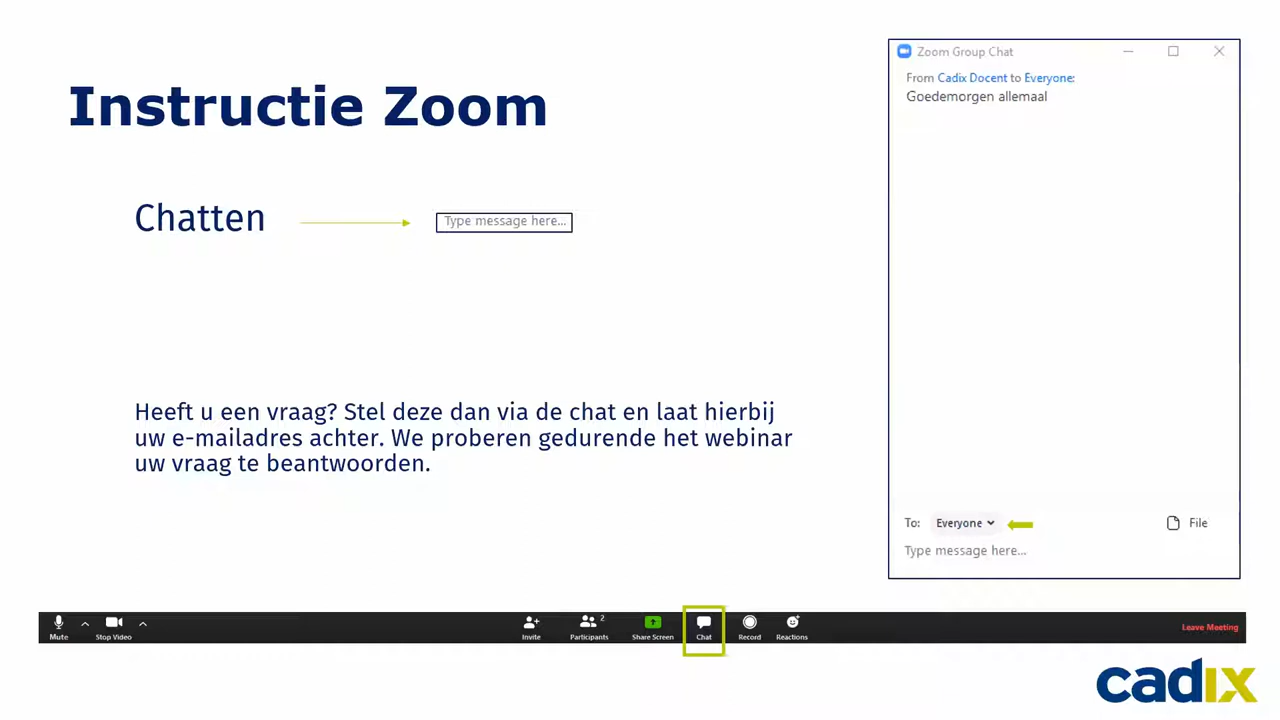 Instructie Zoom
Chatten
Type message here...
Heeft u een vraag? Stel deze dan via de chat en laat hierbij
uw e-mailadres achter. We proberen gedurende het webinar
uw vraag te beantwoorden.
Zoom Group Chat
From Cadix Docent to Everyone:
Goedemorgen allemaal
To: Everyone
File
Type message here...
Mute
Stop Video
Invite
Participants 2
Share Screen
Chat
Record
Reactions
Leave Meeting
cadix